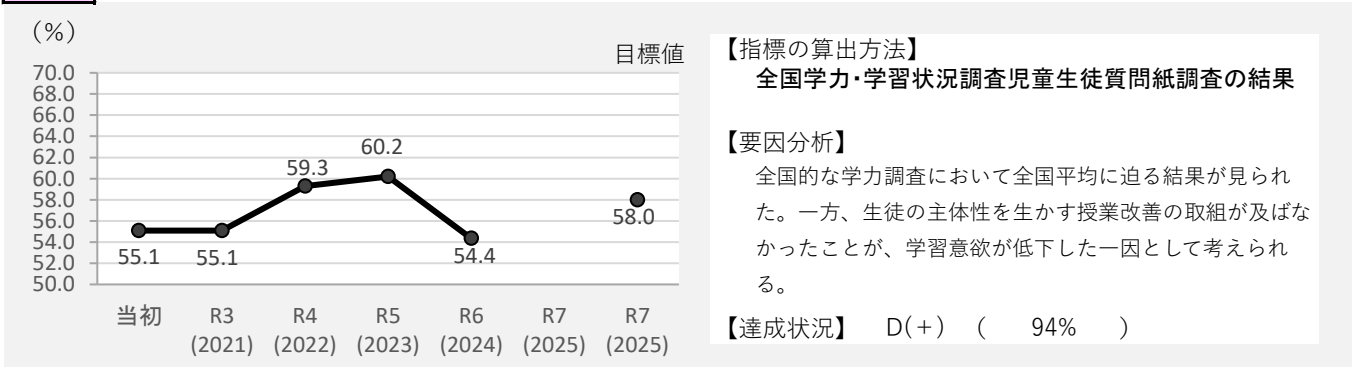 (%)
目標値
70.0
68.0
66.0
64.0
62.0
60.0
58.0
56.0
54.0
52.0
50.0
55.1
55.1
59.3
60.2
54.4
58.0
当初
R3
(2021)
R4
(2022)
R5
(2023)
R6
(2024)
R7
(2025)
R7
(2025)
【指標の算出方法】
全国学力・学習状況調査児童生徒質問紙調査の結果
【要因分析】
全国的な学力調査において全国平均に迫る結果が見られ
た。一方、生徒の主体性を生かす授業改善の取組が及ばな
かったことが、学習意欲が低下した一因として考えられ
る。
【達成状況】 D(+) ( 94% )